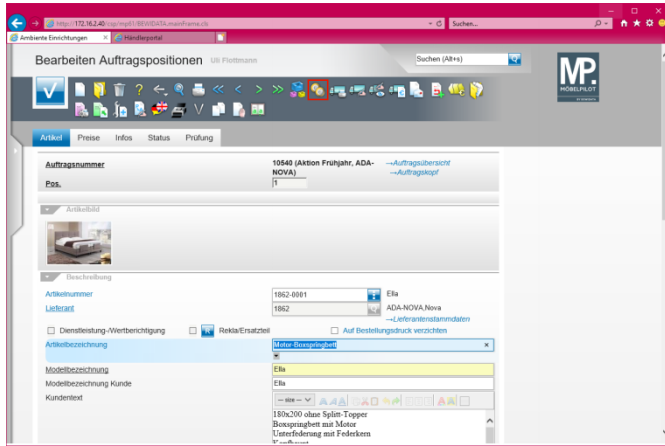 http://172.16.2.40/csp/mp61/BEWIDATA.mainFrame.cls
Suchen...
Ambiente Einrichtungen
Händlerportal
Bearbeiten Auftragspositionen Uli Plottmann
Suchen (Alt+s)
MP.
MÖBELPILOT
Artikel Preise Infos Status Prüfung
Auftragsnummer 10540 (Aktion Frühjahr, ADA- →Auftragsübersicht
NOVA) →Auftragskopf
Pos. 1
Artikelbild
Beschreibung
Artikelnummer 1862-0001 Ella
Lieferant 1862 ADA-NOVA,Nova
→Lieferantenstammdaten
Dienstleistung-/Wertberichtigung R Rekla/Ersatzteil Auf Bestellungsdruck verzichten
Artikelbezeichnung Motor-Boxspringbett
Modellbezeichnung Ella
Modellbezeichnung Kunde Ella
Kundentext -- size --
180x200 ohne Splitt-Topper
Boxspringbett mit Motor
Unterfederung mit Federkern